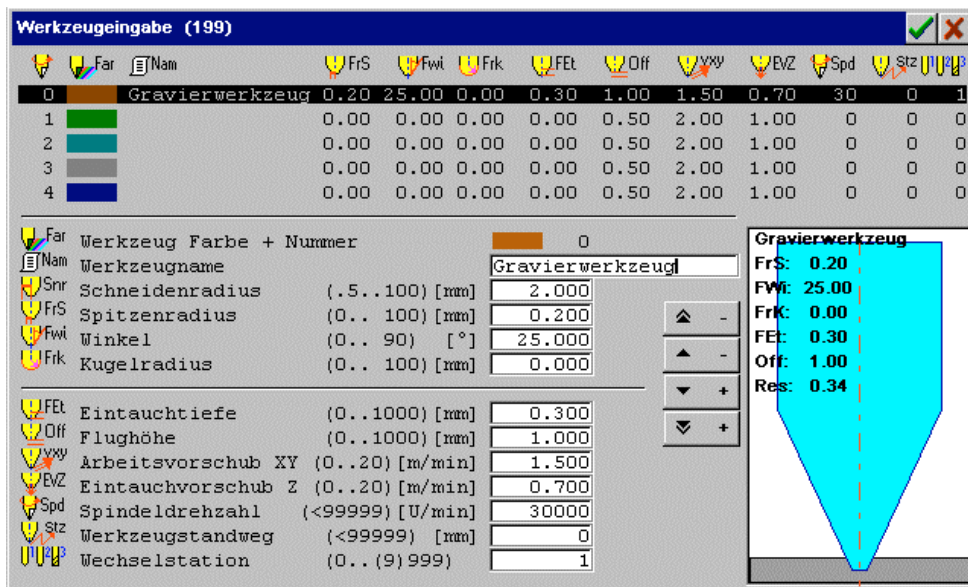 Werkzeugeingabe (199)
Far Nam FrS Fwi Frk FEt Off VXY EVZ Spd Stz 1 2 3
0 Gravierwerkzeug 0.20 25.00 0.00 0.30 1.00 1.50 0.70 30 0 1
1 0.00 0.00 0.00 0.00 0.50 2.00 1.00 0 0 0
2 0.00 0.00 0.00 0.00 0.50 2.00 1.00 0 0 0
3 0.00 0.00 0.00 0.00 0.50 2.00 1.00 0 0 0
4 0.00 0.00 0.00 0.00 0.50 2.00 1.00 0 0 0
Far Werkzeug Farbe + Nummer 0
Nam Werkzeugname Gravierwerkzeug
Snr Schneidenradius (.5..100)[mm] 2.000
FrS Spitzenradius (0.. 100)[mm] 0.200
Fwi Winkel (0.. 90) [°] 25.000
Frk Kugelradius (0.. 100)[mm] 0.000
FEt Eintauchtiefe (0..1000)[mm] 0.300
Off Flughöhe (0..1000)[mm] 1.000
VXY Arbeitsvorschub XY (0..20)[m/min] 1.500
EVZ Eintauchvorschub Z (0..20)[m/min] 0.700
Spd Spindeldrehzahl (<99999)[U/min] 30000
Stz Werkzeugstandweg (<99999) [mm] 0
1 2 3 Wechselstation (0..(9)999) 1
-
-
+
+
Gravierwerkzeug
FrS: 0.20
FWi: 25.00
FrK: 0.00
FEt: 0.30
Off: 1.00
Res: 0.34